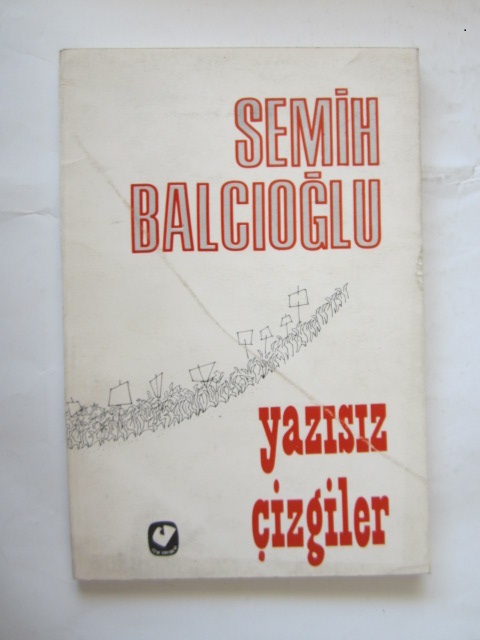 SEMİH
BALCIOĞLU
yazısız
çizgiler